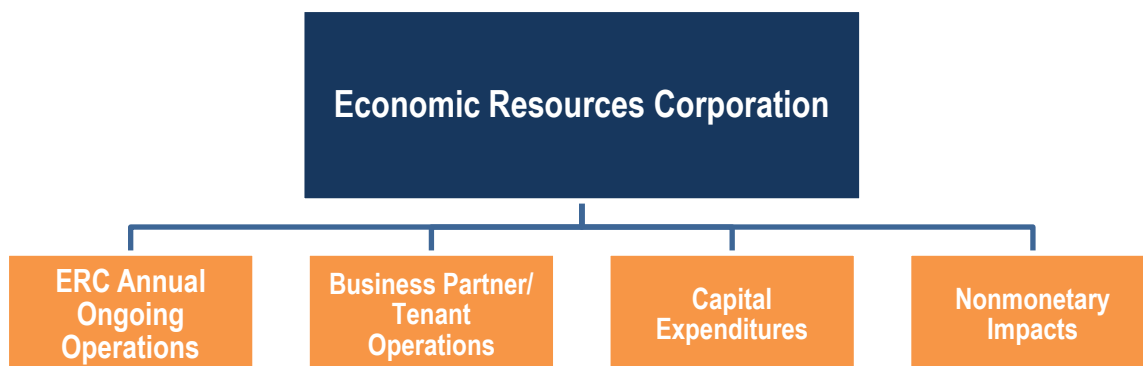 Economic Resources Corporation
ERC Annual
Ongoing
Operations
Business Partner/
Tenant
Operations
Capital
Expenditures
Nonmonetary
Impacts